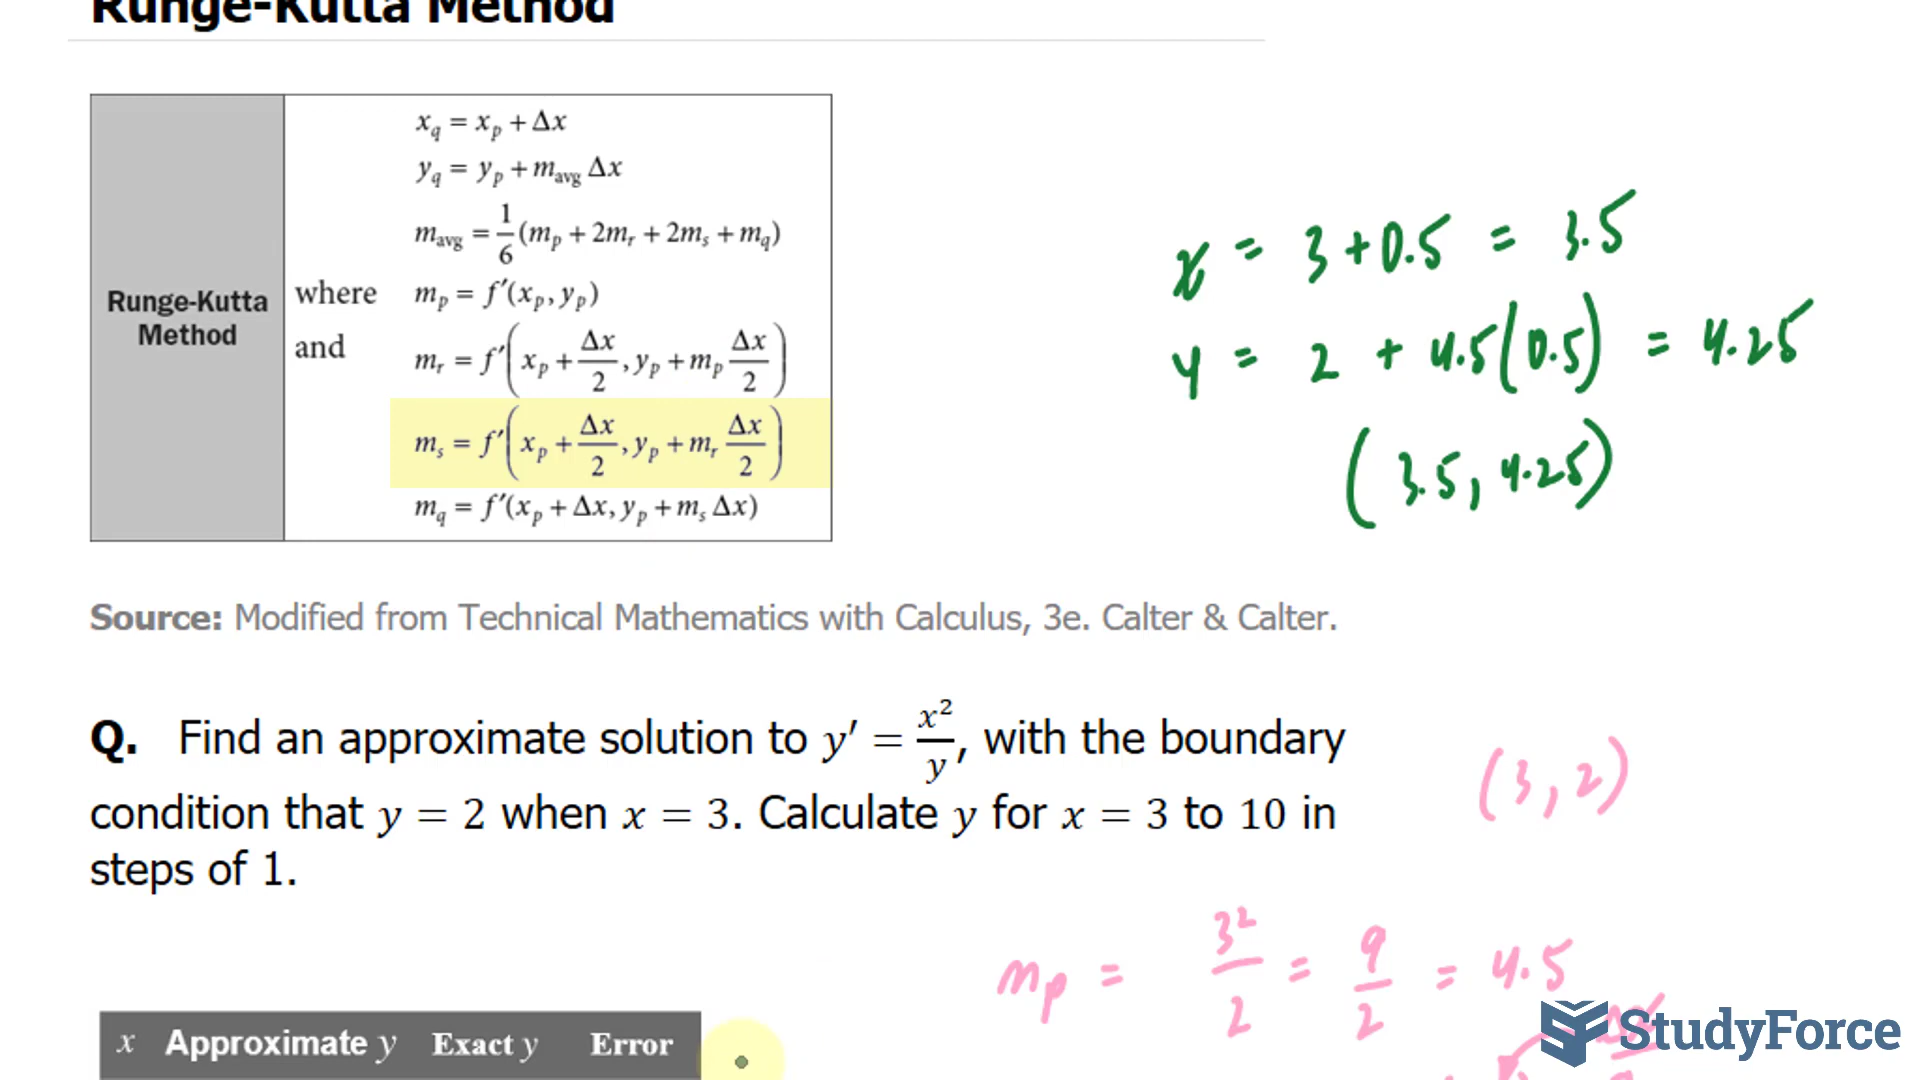 Runge-Kutta Method
Runge-Kutta Method
x_q = x_p + Δx
y_q = y_p + m_avg Δx
m_avg = 1/6 (m_p + 2m_r + 2m_s + m_q)
where m_p = f′(x_p, y_p)
and m_r = f′(x_p + Δx/2, y_p + m_p Δx/2)
m_s = f′(x_p + Δx/2, y_p + m_r Δx/2)
m_q = f′(x_p + Δx, y_p + m_s Δx)
x = 3 + 0.5 = 3.5
y = 2 + 4.5(0.5) = 4.25
(3.5, 4.25)
Source: Modified from Technical Mathematics with Calculus, 3e. Calter & Calter.
Q. Find an approximate solution to y′ = x²/y, with the boundary
condition that y = 2 when x = 3. Calculate y for x = 3 to 10 in
steps of 1.
(3, 2)
m_p = 3²/2 = 9/2 = 4.5
x Approximate y Exact y Error
StudyForce